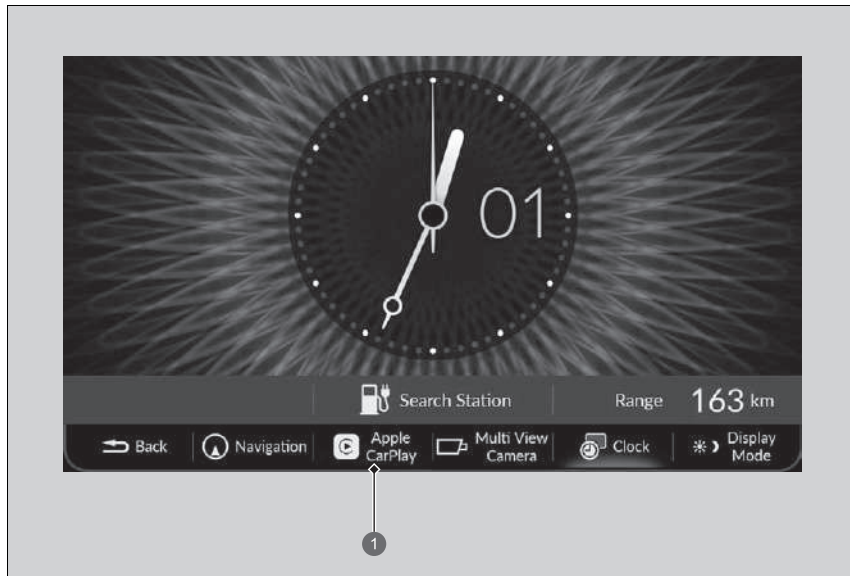 01
Search Station
Range 163 km
Back
Navigation
Apple
CarPlay
Multi View
Camera
Clock
Display
Mode
1